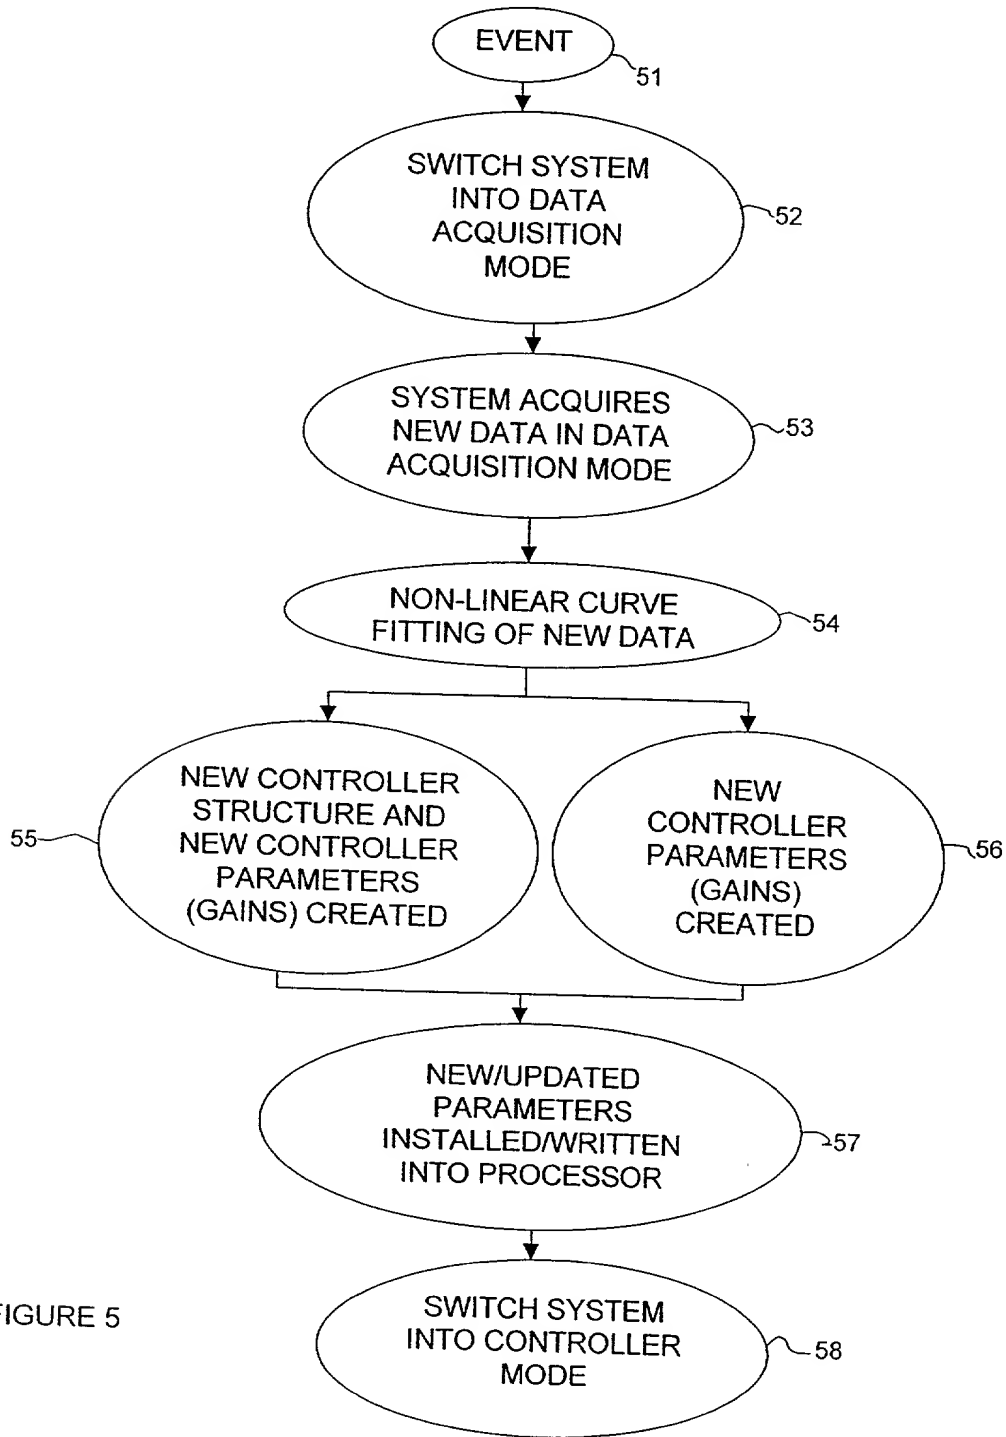 EVENT
51
SWITCH SYSTEM
INTO DATA
ACQUISITION
MODE
52
SYSTEM ACQUIRES
NEW DATA IN DATA
ACQUISITION MODE
53
NON-LINEAR CURVE
FITTING OF NEW DATA
54
55
NEW CONTROLLER
STRUCTURE AND
NEW CONTROLLER
PARAMETERS
(GAINS) CREATED
NEW
CONTROLLER
PARAMETERS
(GAINS)
CREATED
56
NEW/UPDATED
PARAMETERS
INSTALLED/WRITTEN
INTO PROCESSOR
57
SWITCH SYSTEM
INTO CONTROLLER
MODE
58
IGURE 5